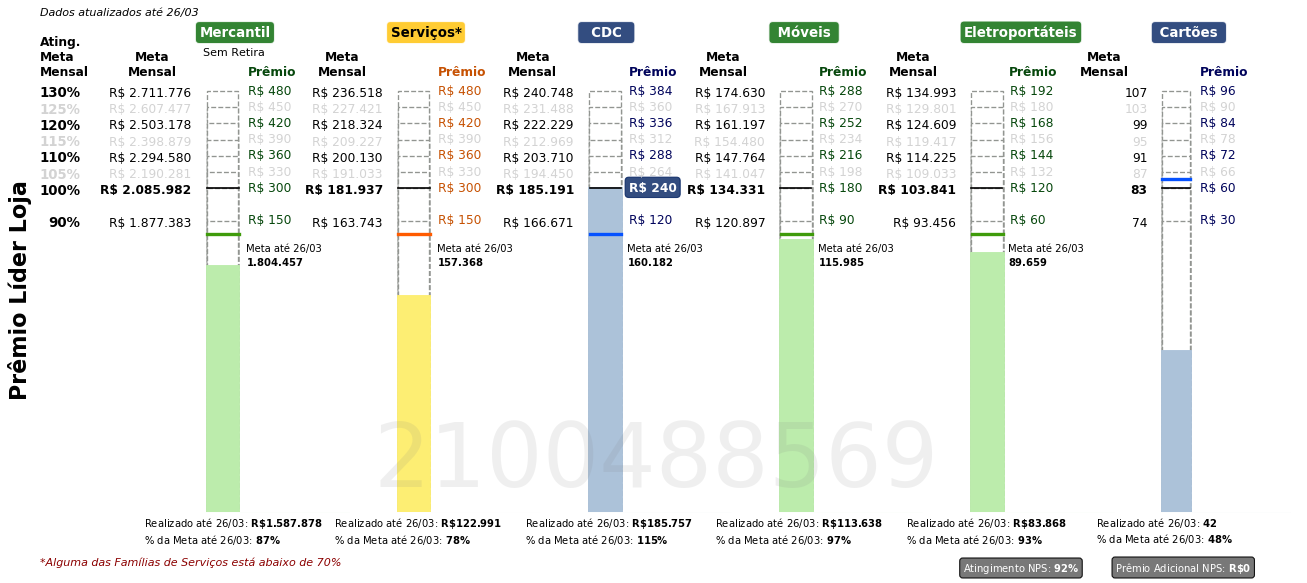 Dados atualizados até 26/03
Mercantil Serviços* CDC Móveis Eletroportáteis Cartões
Sem Retira
Ating. Meta Mensal Meta Mensal Prêmio Meta Mensal Prêmio Meta Mensal Prêmio Meta Mensal Prêmio Meta Mensal Prêmio Meta Mensal Prêmio
130% R$ 2.711.776 R$ 480 R$ 236.518 R$ 480 R$ 240.748 R$ 384 R$ 174.630 R$ 288 R$ 134.993 R$ 192 107 R$ 96
125% R$ 2.607.477 R$ 450 R$ 227.421 R$ 450 R$ 231.488 R$ 360 R$ 167.913 R$ 270 R$ 129.801 R$ 180 103 R$ 90
120% R$ 2.503.178 R$ 420 R$ 218.324 R$ 420 R$ 222.229 R$ 336 R$ 161.197 R$ 252 R$ 124.609 R$ 168 99 R$ 84
115% R$ 2.398.879 R$ 390 R$ 209.227 R$ 390 R$ 212.969 R$ 312 R$ 154.480 R$ 234 R$ 119.417 R$ 156 95 R$ 78
110% R$ 2.294.580 R$ 360 R$ 200.130 R$ 360 R$ 203.710 R$ 288 R$ 147.764 R$ 216 R$ 114.225 R$ 144 91 R$ 72
105% R$ 2.190.281 R$ 330 R$ 191.033 R$ 330 R$ 194.450 R$ 264 R$ 141.047 R$ 198 R$ 109.033 R$ 132 87 R$ 66
100% R$ 2.085.982 R$ 300 R$ 181.937 R$ 300 R$ 185.191 R$ 240 R$ 134.331 R$ 180 R$ 103.841 R$ 120 83 R$ 60
90% R$ 1.877.383 R$ 150 R$ 163.743 R$ 150 R$ 166.671 R$ 120 R$ 120.897 R$ 90 R$ 93.456 R$ 60 74 R$ 30
Meta até 26/03 Meta até 26/03 Meta até 26/03 Meta até 26/03 Meta até 26/03
1.804.457 157.368 160.182 115.985 89.659
Prêmio Líder Loja
2100488569
Realizado até 26/03: R$1.587.878 Realizado até 26/03: R$122.991 Realizado até 26/03: R$185.757 Realizado até 26/03: R$113.638 Realizado até 26/03: R$83.868 Realizado até 26/03: 42
% da Meta até 26/03: 87% % da Meta até 26/03: 78% % da Meta até 26/03: 115% % da Meta até 26/03: 97% % da Meta até 26/03: 93% % da Meta até 26/03: 48%
*Alguma das Famílias de Serviços está abaixo de 70% Atingimento NPS: 92% Prêmio Adicional NPS: R$0